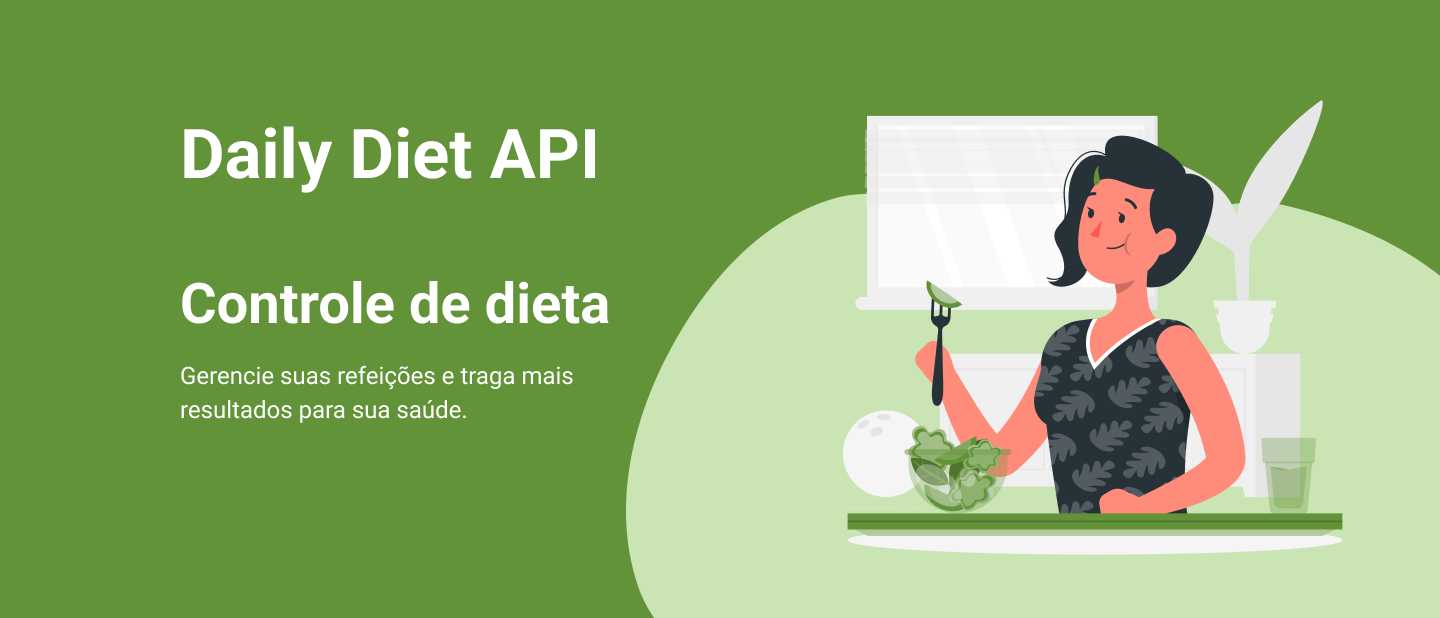 Daily Diet API
Controle de dieta
Gerencie suas refeições e traga mais
resultados para sua saúde.